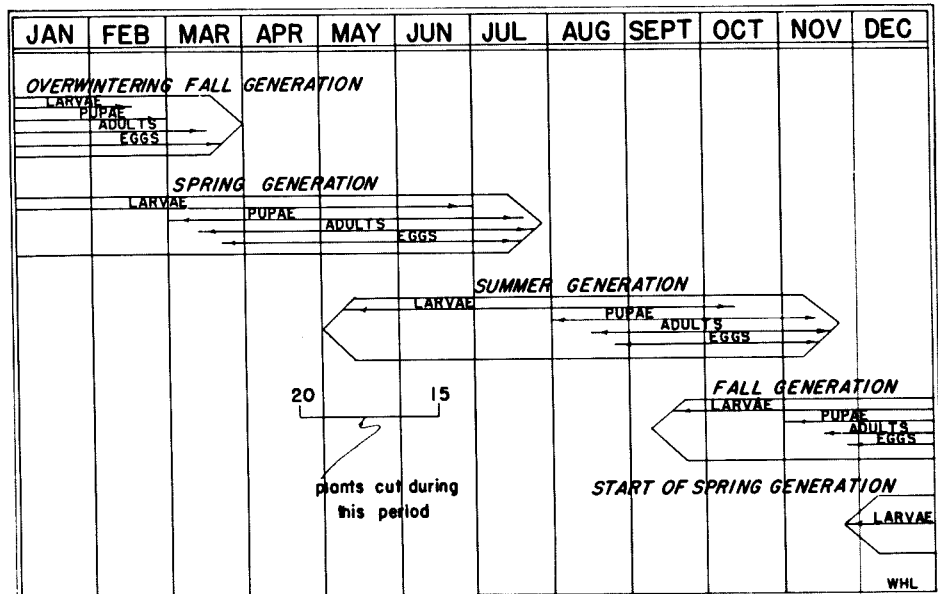 JAN FEB MAR APR MAY JUN JUL AUG SEPT OCT NOV DEC
OVERWINTERING FALL GENERATION
LARVAE
PUPAE
ADULTS
EGGS
SPRING GENERATION
LARVAE
PUPAE
ADULTS
EGGS
SUMMER GENERATION
LARVAE
PUPAE
ADULTS
EGGS
20 15
plants cut during
this period
FALL GENERATION
LARVAE
PUPAE
ADULTS
EGGS
START OF SPRING GENERATION
LARVAE
WHL